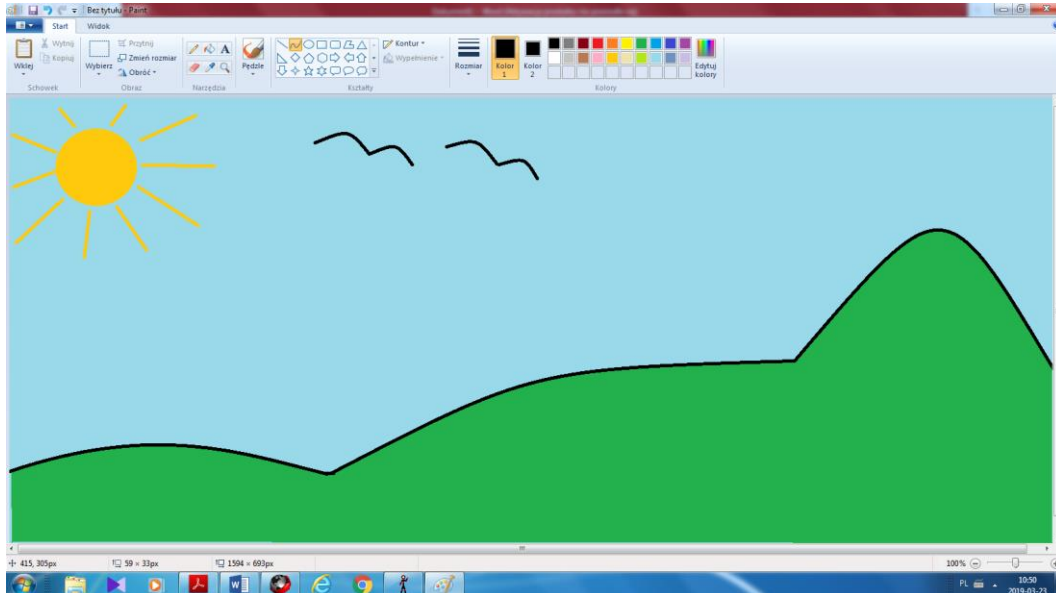 Bez tytułu - Paint
Start Widok
Wklej
Wytnij
Kopiuj
Schowek
Wybierz
Przytnij
Zmień rozmiar
Obróć
Obraz
A
Narzędzia
Pędzle
Kontur
Wypełnienie
Kształty
Rozmiar
Kolor
1
Kolor
2
Edytuj
kolory
Kolory
415, 305px 59 × 33px 1594 × 693px 100%
W PL 10:50
2019-03-23